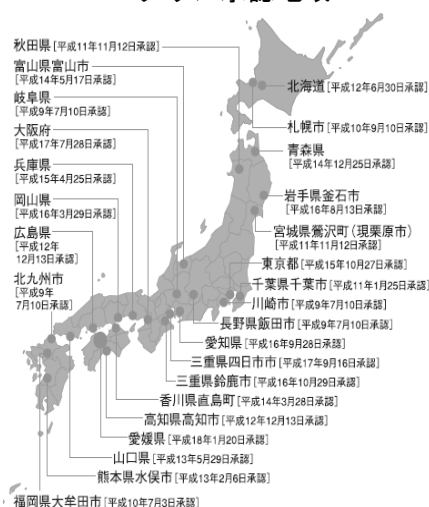 秋田県[平成11年11月12日承認]
富山県富山市
[平成14年5月17日承認]
岐阜県
[平成9年7月10日承認]
大阪府
[平成17年7月28日承認]
兵庫県
[平成15年4月25日承認]
岡山県
[平成16年3月29日承認]
広島県
[平成12年
12月13日承認]
北九州市
[平成9年
7月10日承認]
北海道[平成12年6月30日承認]
札幌市[平成10年9月10日承認]
青森県
[平成14年12月25日承認]
岩手県釜石市
[平成16年8月13日承認]
宮城県鶯沢町(現栗原市)
[平成11年11月12日承認]
東京都[平成15年10月27日承認]
千葉県千葉市[平成11年1月25日承認]
川崎市[平成9年7月10日承認]
長野県飯田市[平成9年7月10日承認]
愛知県[平成16年9月28日承認]
三重県四日市市[平成17年9月16日承認]
三重県鈴鹿市[平成16年10月29日承認]
香川県直島町[平成14年3月28日承認]
高知県高知市[平成12年12月13日承認]
愛媛県[平成18年1月20日承認]
山口県[平成13年5月29日承認]
熊本県水俣市[平成13年2月6日承認]
福岡県大牟田市[平成10年7月3日承認]